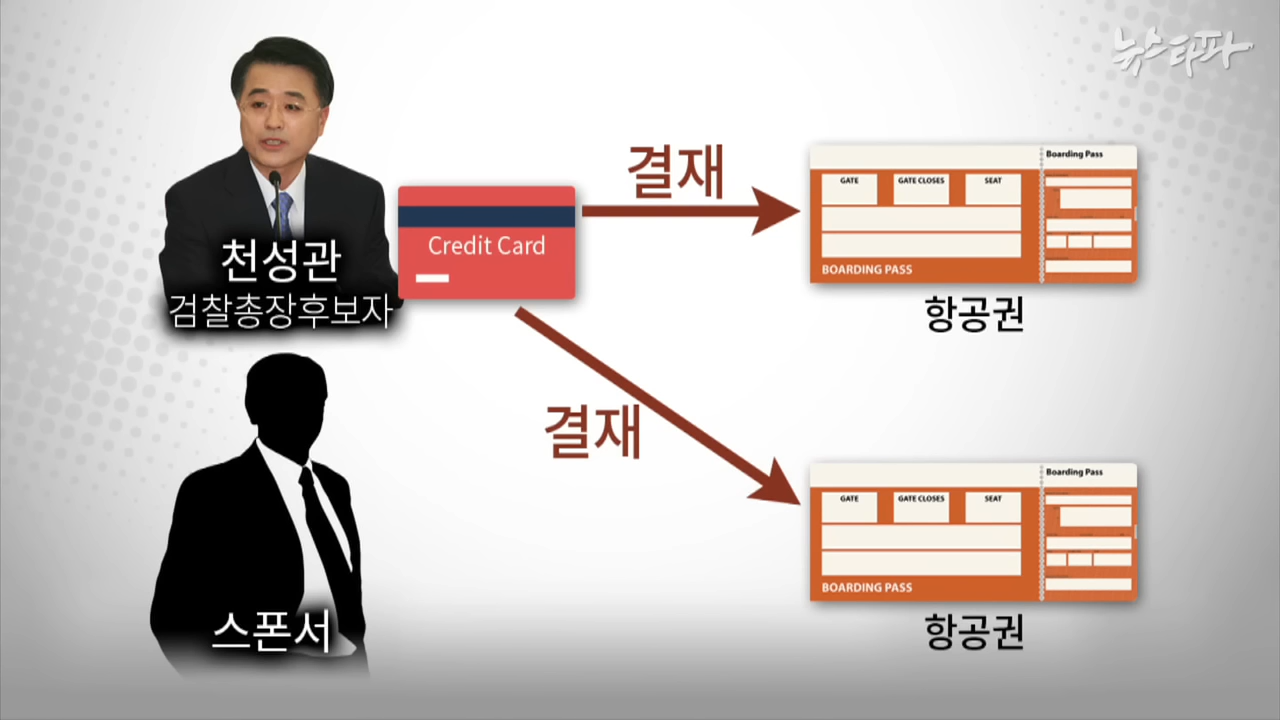 뉴스타파
결재
천성관
검찰총장후보자
Credit Card
Boarding Pass
GATE GATE CLOSES SEAT
BOARDING PASS
항공권
결재
스폰서
Boarding Pass
GATE GATE CLOSES SEAT
BOARDING PASS
항공권